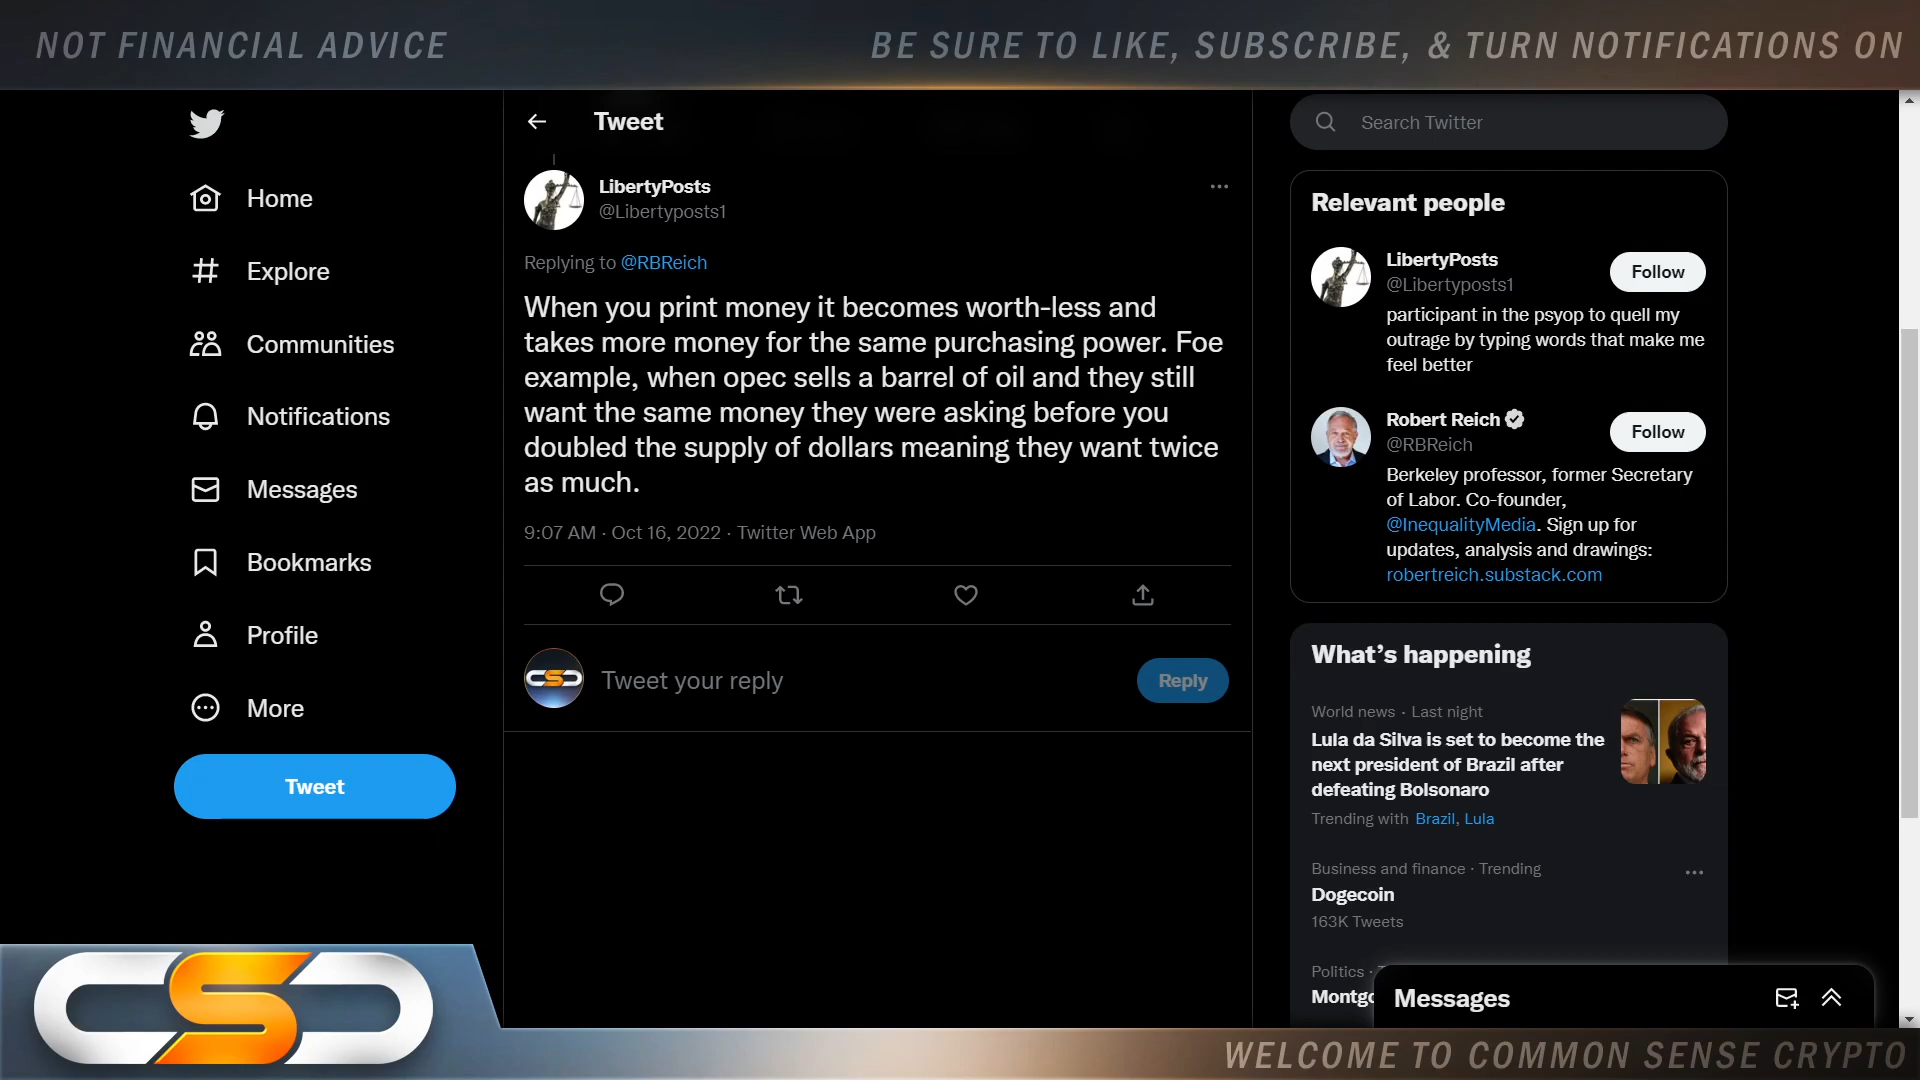 NOT FINANCIAL ADVICE
BE SURE TO LIKE, SUBSCRIBE, & TURN NOTIFICATIONS ON
Home
Explore
Communities
Notifications
Messages
Bookmarks
Profile
More
Tweet
Tweet
LibertyPosts
@Libertyposts1
Replying to @RBReich
When you print money it becomes worth-less and
takes more money for the same purchasing power. Foe
example, when opec sells a barrel of oil and they still
want the same money they were asking before you
doubled the supply of dollars meaning they want twice
as much.
9:07 AM · Oct 16, 2022 · Twitter Web App
Tweet your reply
Reply
Search Twitter
Relevant people
LibertyPosts
@Libertyposts1
Follow
participant in the psyop to quell my
outrage by typing words that make me
feel better
Robert Reich
@RBReich
Follow
Berkeley professor, former Secretary
of Labor. Co-founder,
@InequalityMedia. Sign up for
updates, analysis and drawings:
robertreich.substack.com
What's happening
World news · Last night
Lula da Silva is set to become the
next president of Brazil after
defeating Bolsonaro
Trending with Brazil, Lula
Business and finance · Trending
Dogecoin
163K Tweets
Politics ·
Messages
CSC
WELCOME TO COMMON SENSE CRYPTO